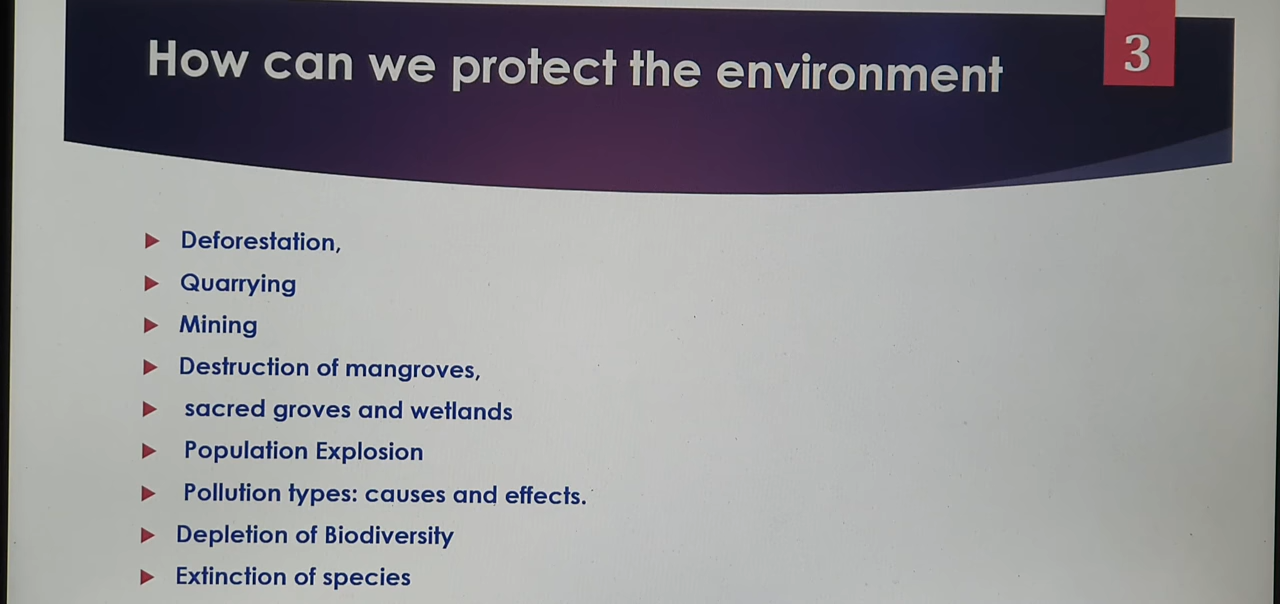 How can we protect the environment
3
Deforestation,
Quarrying
Mining
Destruction of mangroves,
sacred groves and wetlands
Population Explosion
Pollution types: causes and effects.
Depletion of Biodiversity
Extinction of species